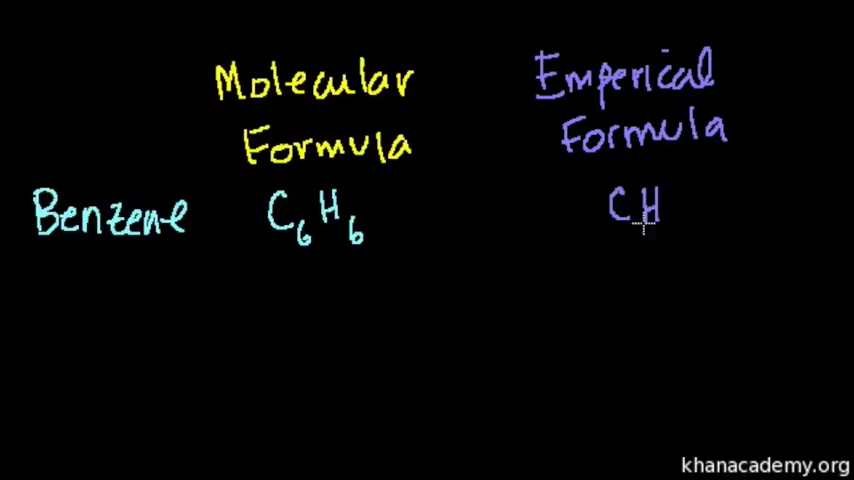 Molecular
Formula
Emperical
Formula
Benzene C₆H₆ CH
khanacademy.org